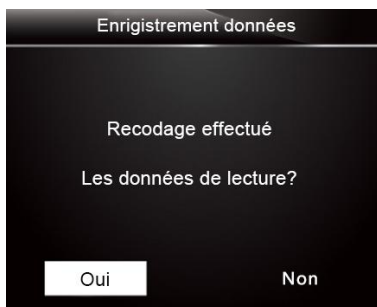 Enrigistrement données
Recodage effectué
Les données de lecture?
Oui Non